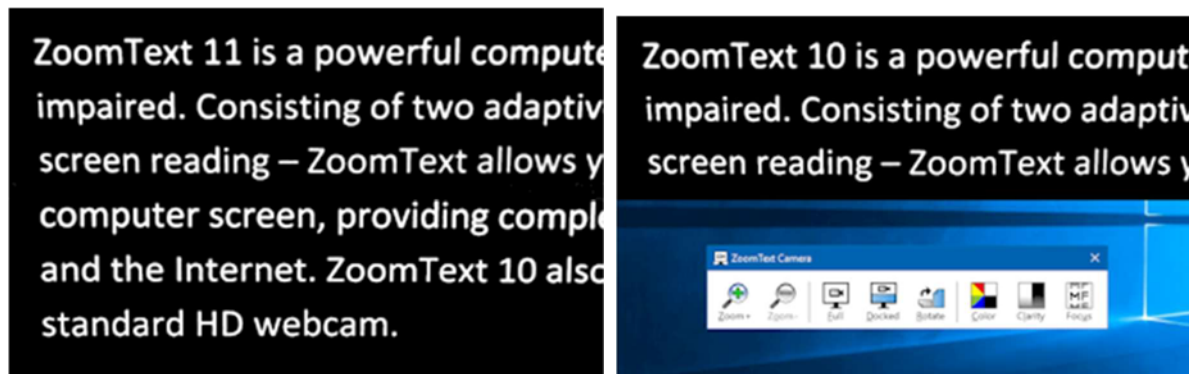 ZoomText 11 is a powerful compute
impaired. Consisting of two adaptiv
screen reading – ZoomText allows y
computer screen, providing comple
and the Internet. ZoomText 10 also
standard HD webcam.
ZoomText 10 is a powerful comput
impaired. Consisting of two adaptiv
screen reading – ZoomText allows y
ZoomText Camera
Zoom+ Zoom- Full Docked Rotate Color Clarity Focus
MF